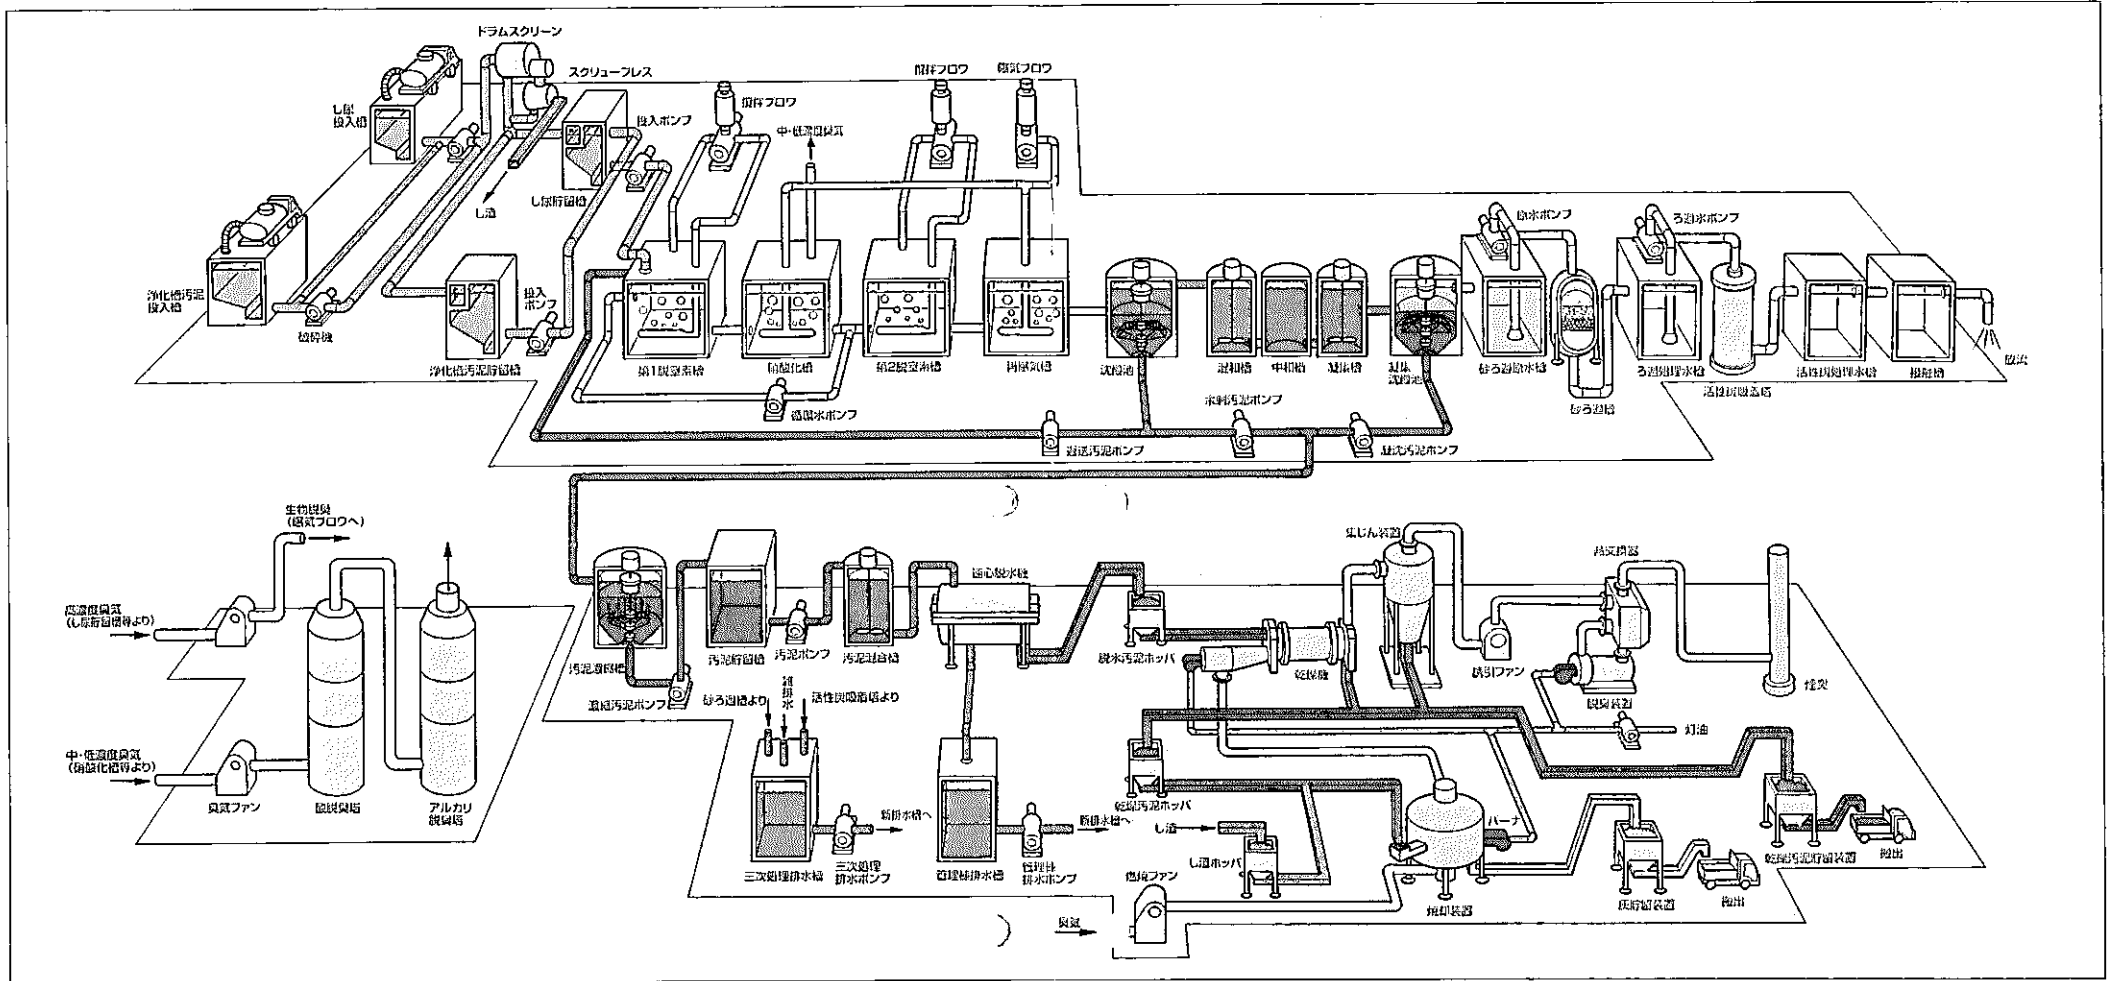 ドラムスクリーン
スクリュープレス
し尿
投入槽
し渣
し尿貯留槽
投入ポンプ
撹拌ブロワ
中・低濃度臭気
撹拌ブロワ
曝気ブロワ
浄化槽汚泥
投入槽
破砕機
浄化槽汚泥貯留槽
投入
ポンプ
第1脱窒素槽
硝酸化槽
第2脱窒素槽
再曝気槽
循環水ポンプ
沈殿池
混和槽
中和槽
凝集槽
凝集
沈殿池
原水ポンプ
砂ろ過原水槽
砂ろ過槽
ろ過水ポンプ
ろ過処理水槽
活性炭吸着塔
活性炭処理水槽
放流
返送汚泥ポンプ
余剰汚泥ポンプ
凝沈汚泥ポンプ
生物脱臭
(曝気ブロワへ)
高濃度臭気
(し尿貯留槽等より)
中・低濃度臭気
(硝酸化槽等より)
臭気ファン
酸脱臭塔
アルカリ
脱臭塔
汚泥濃縮槽
濃縮汚泥ポンプ
汚泥貯留槽
汚泥ポンプ
汚泥混合槽
遠心脱水機
脱水汚泥ホッパ
乾燥機
集じん装置
誘引ファン
熱交換器
脱臭装置
煙突
灯油
砂ろ過槽より
雑排水
活性炭吸着塔より
三次処理排水槽
三次処理
排水ポンプ
雑排水槽へ
管理棟排水槽
管理棟
排水ポンプ
雑排水槽へ
乾燥汚泥ホッパ
し渣
し渣ホッパ
燃焼ファン
臭気
バーナ
焼却装置
灰貯留装置
搬出
乾燥汚泥貯留装置
搬出